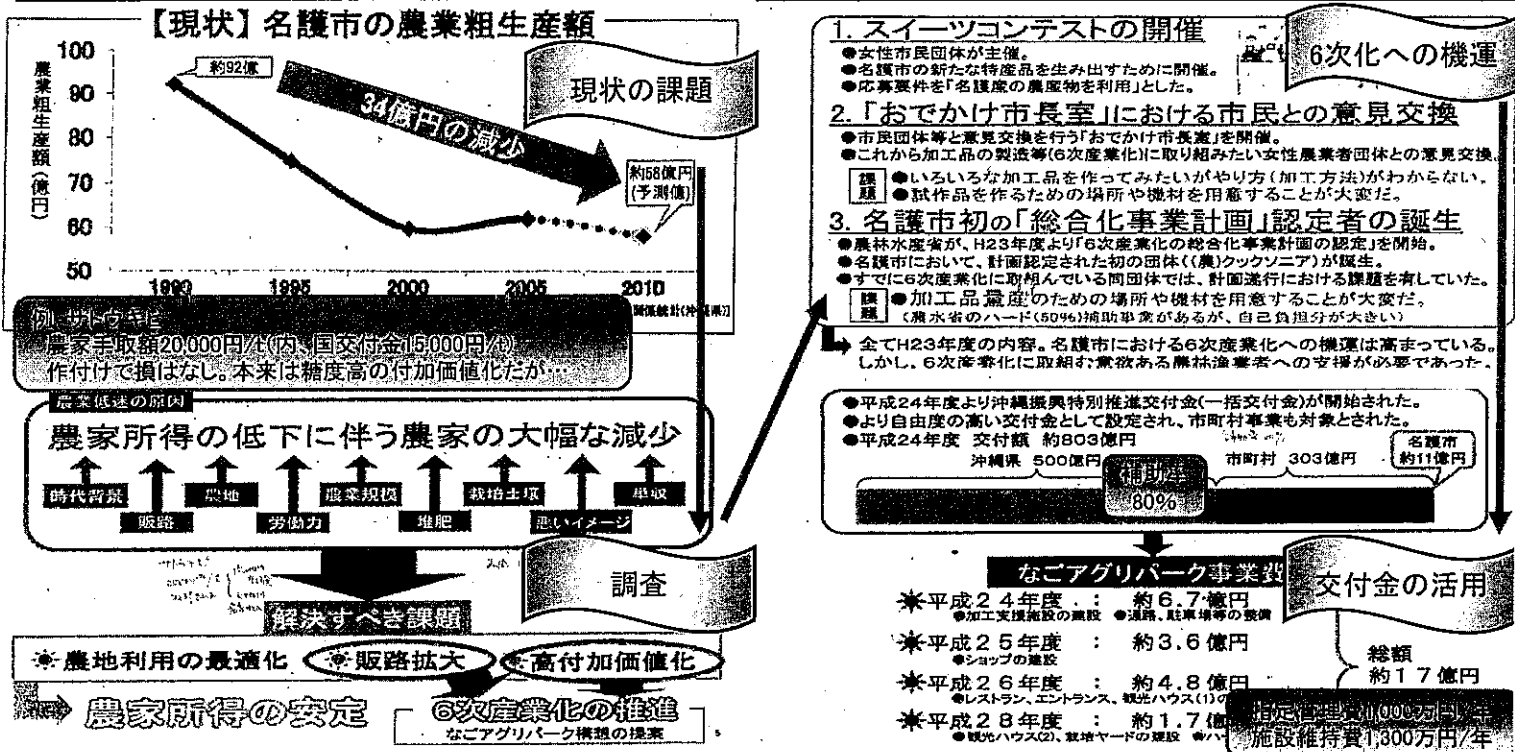 【現状】名護市の農業粗生産額
農業粗生産額(億円)
100
90
80
70
60
50
約92億
34億円の減少
約58億円
(予測値)
1990
1995
2000
2005
2010
現状の課題
例:サトウキビ
農家手取額20,000円/t(内、国交付金15,000円/t)
作付けで損はなし。本来は糖度高の付加価値化だが…
農業低迷の原因
農家所得の低下に伴う農家の大幅な減少
時代背景
農地
農業規模
栽培土壌
単収
販路
労働力
堆肥
悪いイメージ
調査
解決すべき課題
農地利用の最適化
販路拡大
高付加価値化
農家所得の安定
6次産業化の推進
なごアグリパーク構想の提案
6次化への機運
1. スイーツコンテストの開催
●女性市民団体が主催。
●名護市の新たな特産品を生み出すために開催。
●応募要件を「名護産の農産物を利用」とした。
2. 「おでかけ市長室」における市民との意見交換
●市民団体等と意見交換を行う「おでかけ市長室」を開催。
●これから加工品の製造等(6次産業化)に取り組みたい女性農業者団体との意見交換。
課題
●いろいろな加工品を作ってみたいがやり方(加工方法)がわからない。
●試作品を作るための場所や機材を用意することが大変だ。
3. 名護市初の「総合化事業計画」認定者の誕生
●農林水産省が、H23年度より「6次産業化の総合化事業計画の認定」を開始。
●名護市において、計画認定された初の団体((農)クックソニア)が誕生。
●すでに6次産業化に取組んでいる同団体では、計画遂行における課題を有していた。
課題
●加工品量産のための場所や機材を用意することが大変だ。
(農水省のハード(50%)補助事業があるが、自己負担分が大きい)
全てH23年度の内容。名護市における6次産業化への機運は高まっている。
しかし、6次産業化に取組む意欲ある農林漁業者への支援が必要であった。
●平成24年度より沖縄振興特別推進交付金(一括交付金)が開始された。
●より自由度の高い交付金として設定され、市町村事業も対象とされた。
●平成24年度 交付額 約803億円
沖縄県 500億円
市町村 303億円
名護市
約11億円
補助率
80%
なごアグリパーク事業費
交付金の活用
平成24年度 : 約6.7億円
●加工支援施設の建設 ●通路、駐車場等の整備
平成25年度 : 約3.6億円
●ショップの建設
平成26年度 : 約4.8億円
●レストラン、エントランス、観光ハウス(1)の
平成28年度 : 約1.7億
●観光ハウス(2)、栽培ヤードの建設
総額
約17億円
指定管理費1,000万円/年
施設維持費1,300万円/年